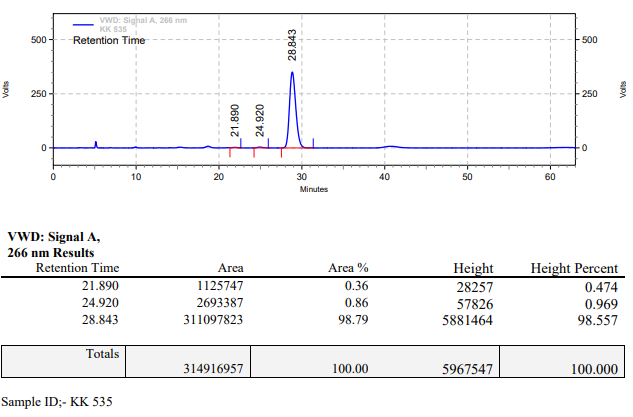 VWD: Signal A, 266 nm
KK 535
Retention Time
500
250
0
Volts
21.890
24.920
28.843
500
250
0
Volts
0 10 20 30 40 50 60
Minutes
VWD: Signal A,
266 nm Results
Retention Time Area Area % Height Height Percent
21.890 1125747 0.36 28257 0.474
24.920 2693387 0.86 57826 0.969
28.843 311097823 98.79 5881464 98.557
Totals
314916957 100.00 5967547 100.000
Sample ID;- KK 535